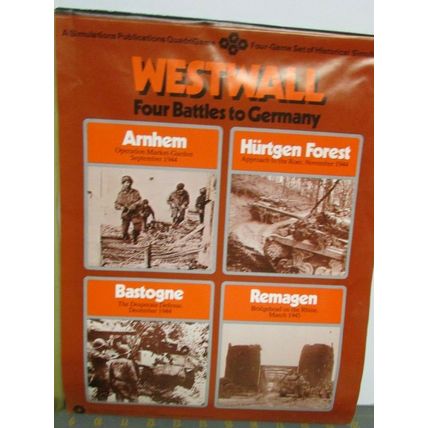 A Simulations Publications QuadriGame
Four-Game Set of Historical
WESTWALL
Four Battles to Germany
Arnhem
Operation Market-Garden
September 1944
Hürtgen Forest
Approach to the Roer, November 1944
Bastogne
The Desperate Defense
December 1944
Remagen
Bridgehead on the Rhine
March 1945